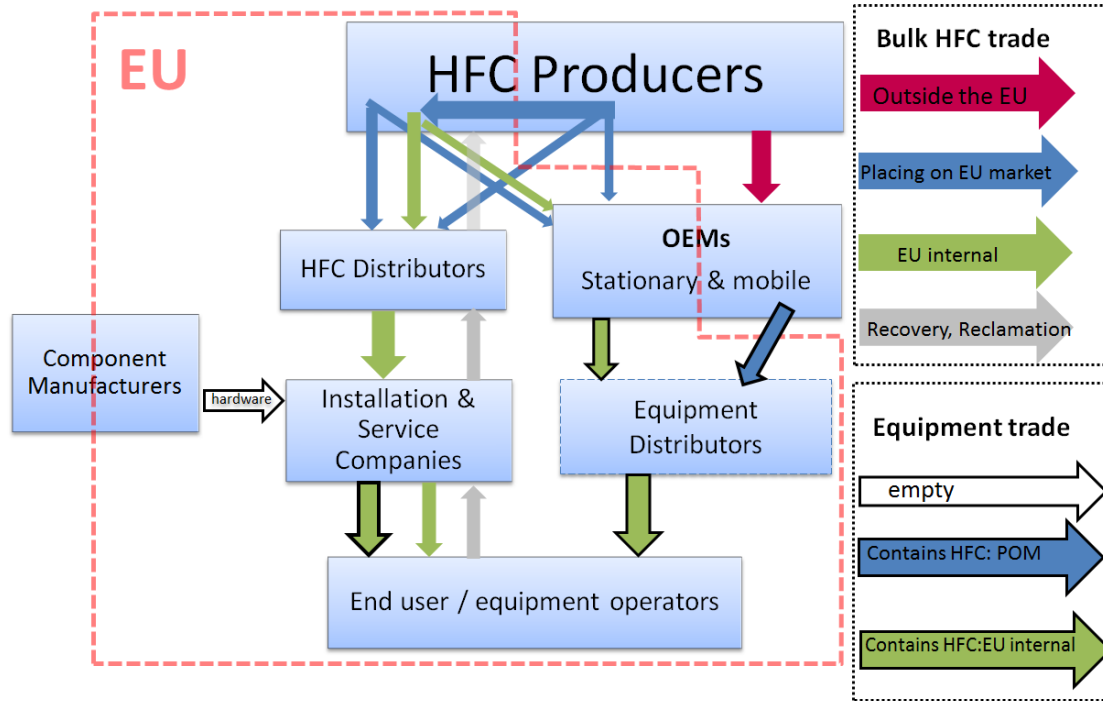 EU
HFC Producers
HFC Distributors
OEMs
Stationary & mobile
Component
Manufacturers
hardware
Installation &
Service
Companies
Equipment
Distributors
End user / equipment operators
Bulk HFC trade
Outside the EU
Placing on EU market
EU internal
Recovery, Reclamation
Equipment trade
empty
Contains HFC: POM
Contains HFC:EU internal